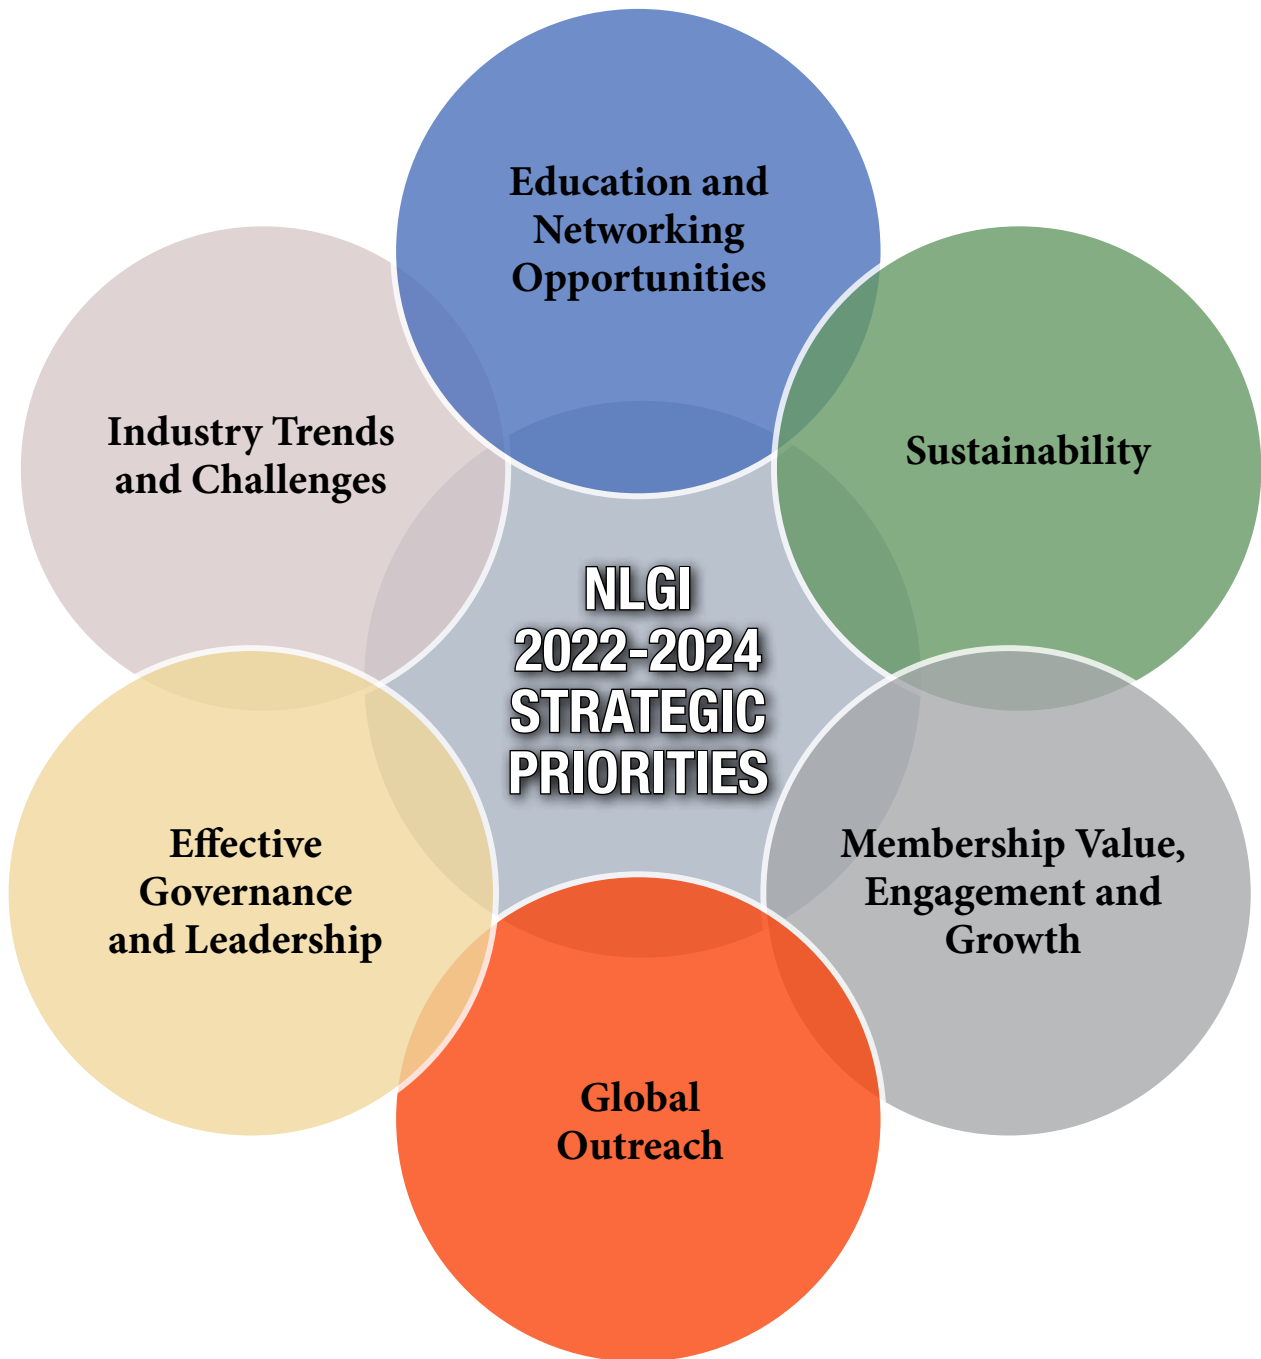 Education and
Networking
Opportunities
Industry Trends
and Challenges
Sustainability
NLGI
2022-2024
STRATEGIC
PRIORITIES
Effective
Governance
and Leadership
Membership Value,
Engagement and
Growth
Global
Outreach